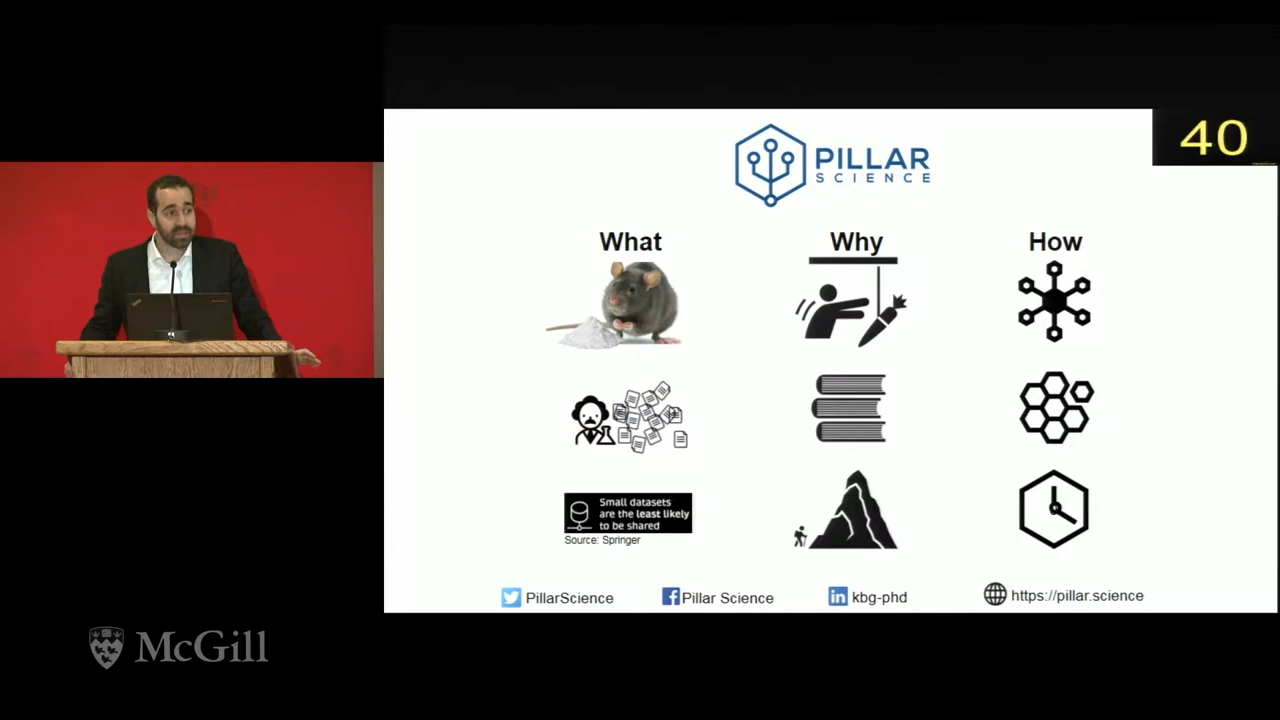 40
PILLAR
SCIENCE
What
Why
How
Small datasets
are the least likely
to be shared
Source: Springer
PillarScience
Pillar Science
kbg-phd
https://pillar.science
McGill